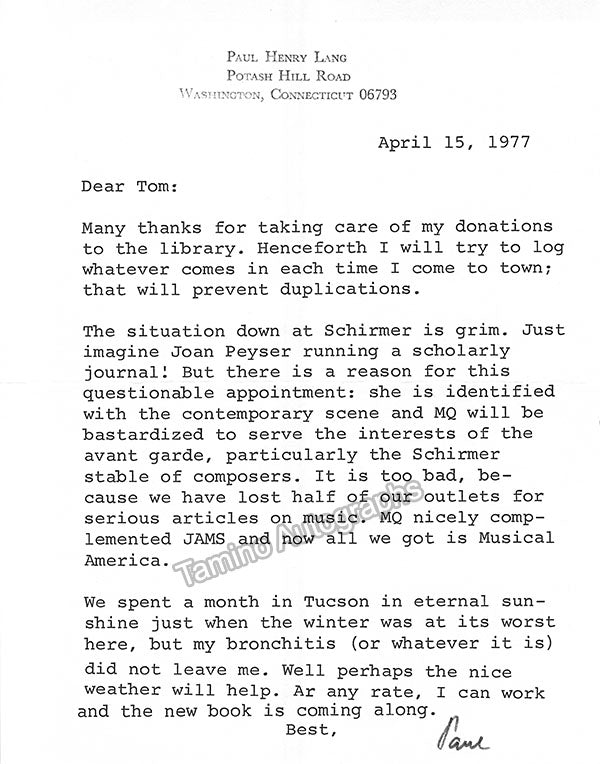 Paul Henry Lang
Potash Hill Road
Washington, Connecticut 06793
April 15, 1977
Dear Tom:
Many thanks for taking care of my donations
to the library. Henceforth I will try to log
whatever comes in each time I come to town;
that will prevent duplications.
The situation down at Schirmer is grim. Just
imagine Joan Peyser running a scholarly
journal! But there is a reason for this
questionable appointment: she is identified
with the contemporary scene and MQ will be
bastardized to serve the interests of the
avant garde, particularly the Schirmer
stable of composers. It is too bad, be-
cause we have lost half of our outlets for
serious articles on music. MQ nicely comp-
lemented JAMS and now all we got is Musical
America.
Tamino Autographs
We spent a month in Tucson in eternal sun-
shine just when the winter was at its worst
here, but my bronchitis (or whatever it is)
did not leave me. Well perhaps the nice
weather will help. Ar any rate, I can work
and the new book is coming along.
Best,
Paul